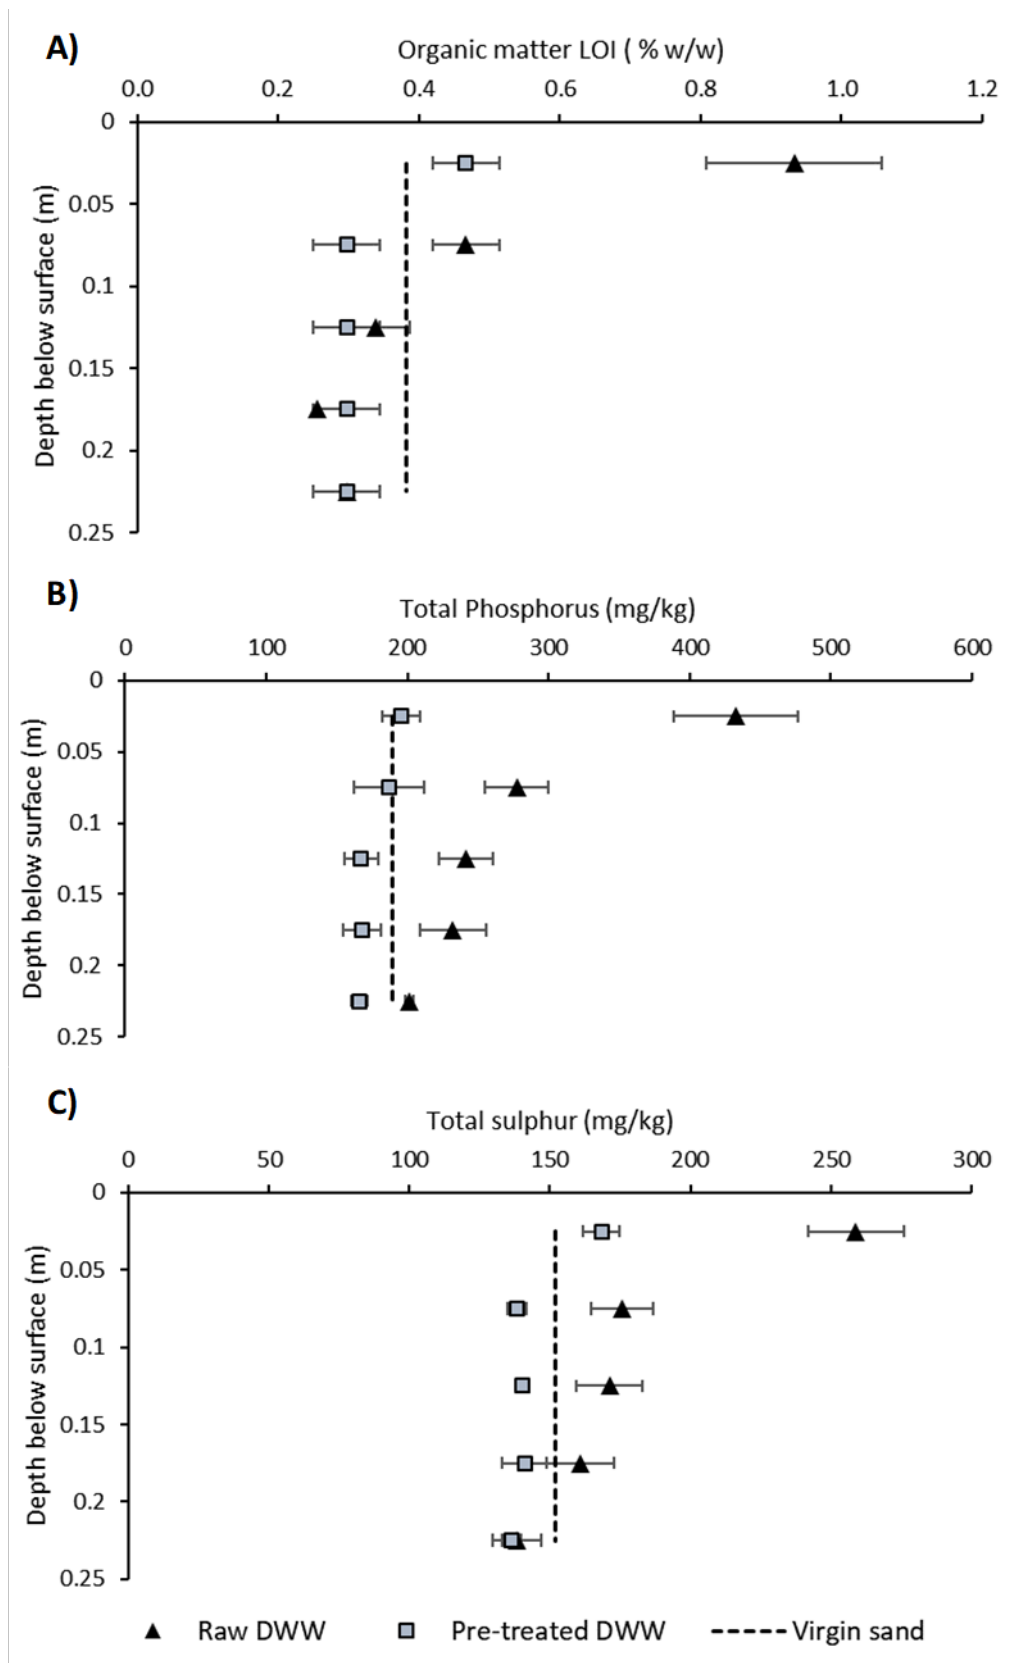 A)
Organic matter LOI ( % w/w)
0.0 0.2 0.4 0.6 0.8 1.0 1.2
0
0.05
0.1
0.15
0.2
0.25
Depth below surface (m)
B)
Total Phosphorus (mg/kg)
0 100 200 300 400 500 600
0
0.05
0.1
0.15
0.2
0.25
Depth below surface (m)
C)
Total sulphur (mg/kg)
0 50 100 150 200 250 300
0
0.05
0.1
0.15
0.2
0.25
Depth below surface (m)
Raw DWW Pre-treated DWW Virgin sand